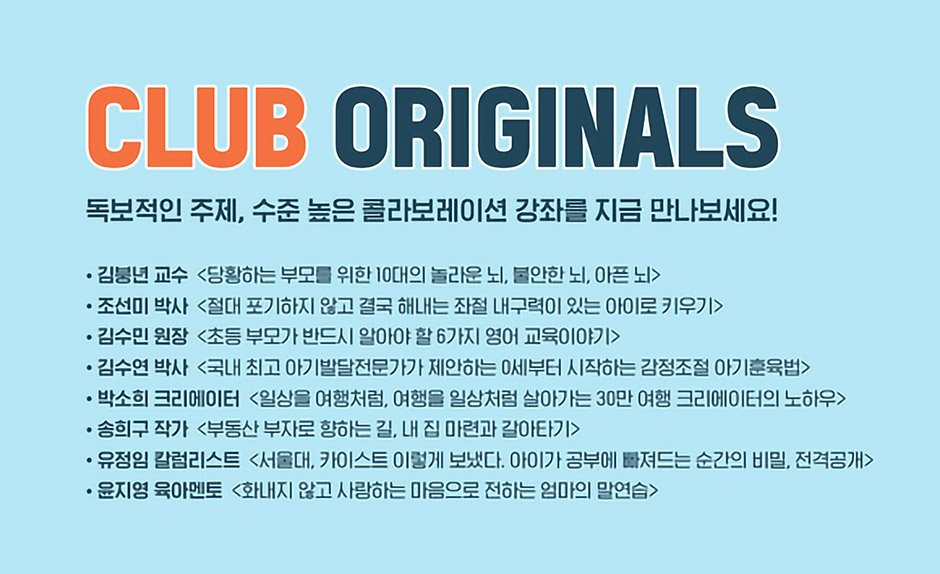 CLUB ORIGINALS
독보적인 주제, 수준 높은 콜라보레이션 강좌를 지금 만나보세요!
• 김붕년 교수 <당황하는 부모를 위한 10대의 놀라운 뇌, 불안한 뇌, 아픈 뇌>
• 조선미 박사 <절대 포기하지 않고 결국 해내는 좌절 내구력이 있는 아이로 키우기>
• 김수민 원장 <초등 부모가 반드시 알아야 할 6가지 영어 교육이야기>
• 김수연 박사 <국내 최고 아기발달전문가가 제안하는 0세부터 시작하는 감정조절 아기훈육법>
• 박소희 크리에이터 <일상을 여행처럼, 여행을 일상처럼 살아가는 30만 여행 크리에이터의 노하우>
• 송희구 작가 <부동산 부자로 향하는 길, 내 집 마련과 갈아타기>
• 유정임 칼럼리스트 <서울대, 카이스트 이렇게 보냈다. 아이가 공부에 빠져드는 순간의 비밀, 전격공개>
• 윤지영 육아멘토 <화내지 않고 사랑하는 마음으로 전하는 엄마의 말연습>